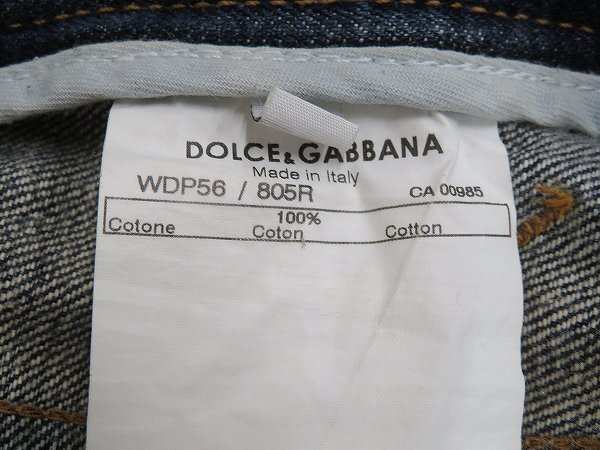 DOLCE&GABBANA
Made in Italy
WDP56 / 805R CA 00985
100%
Cotone Coton Cotton